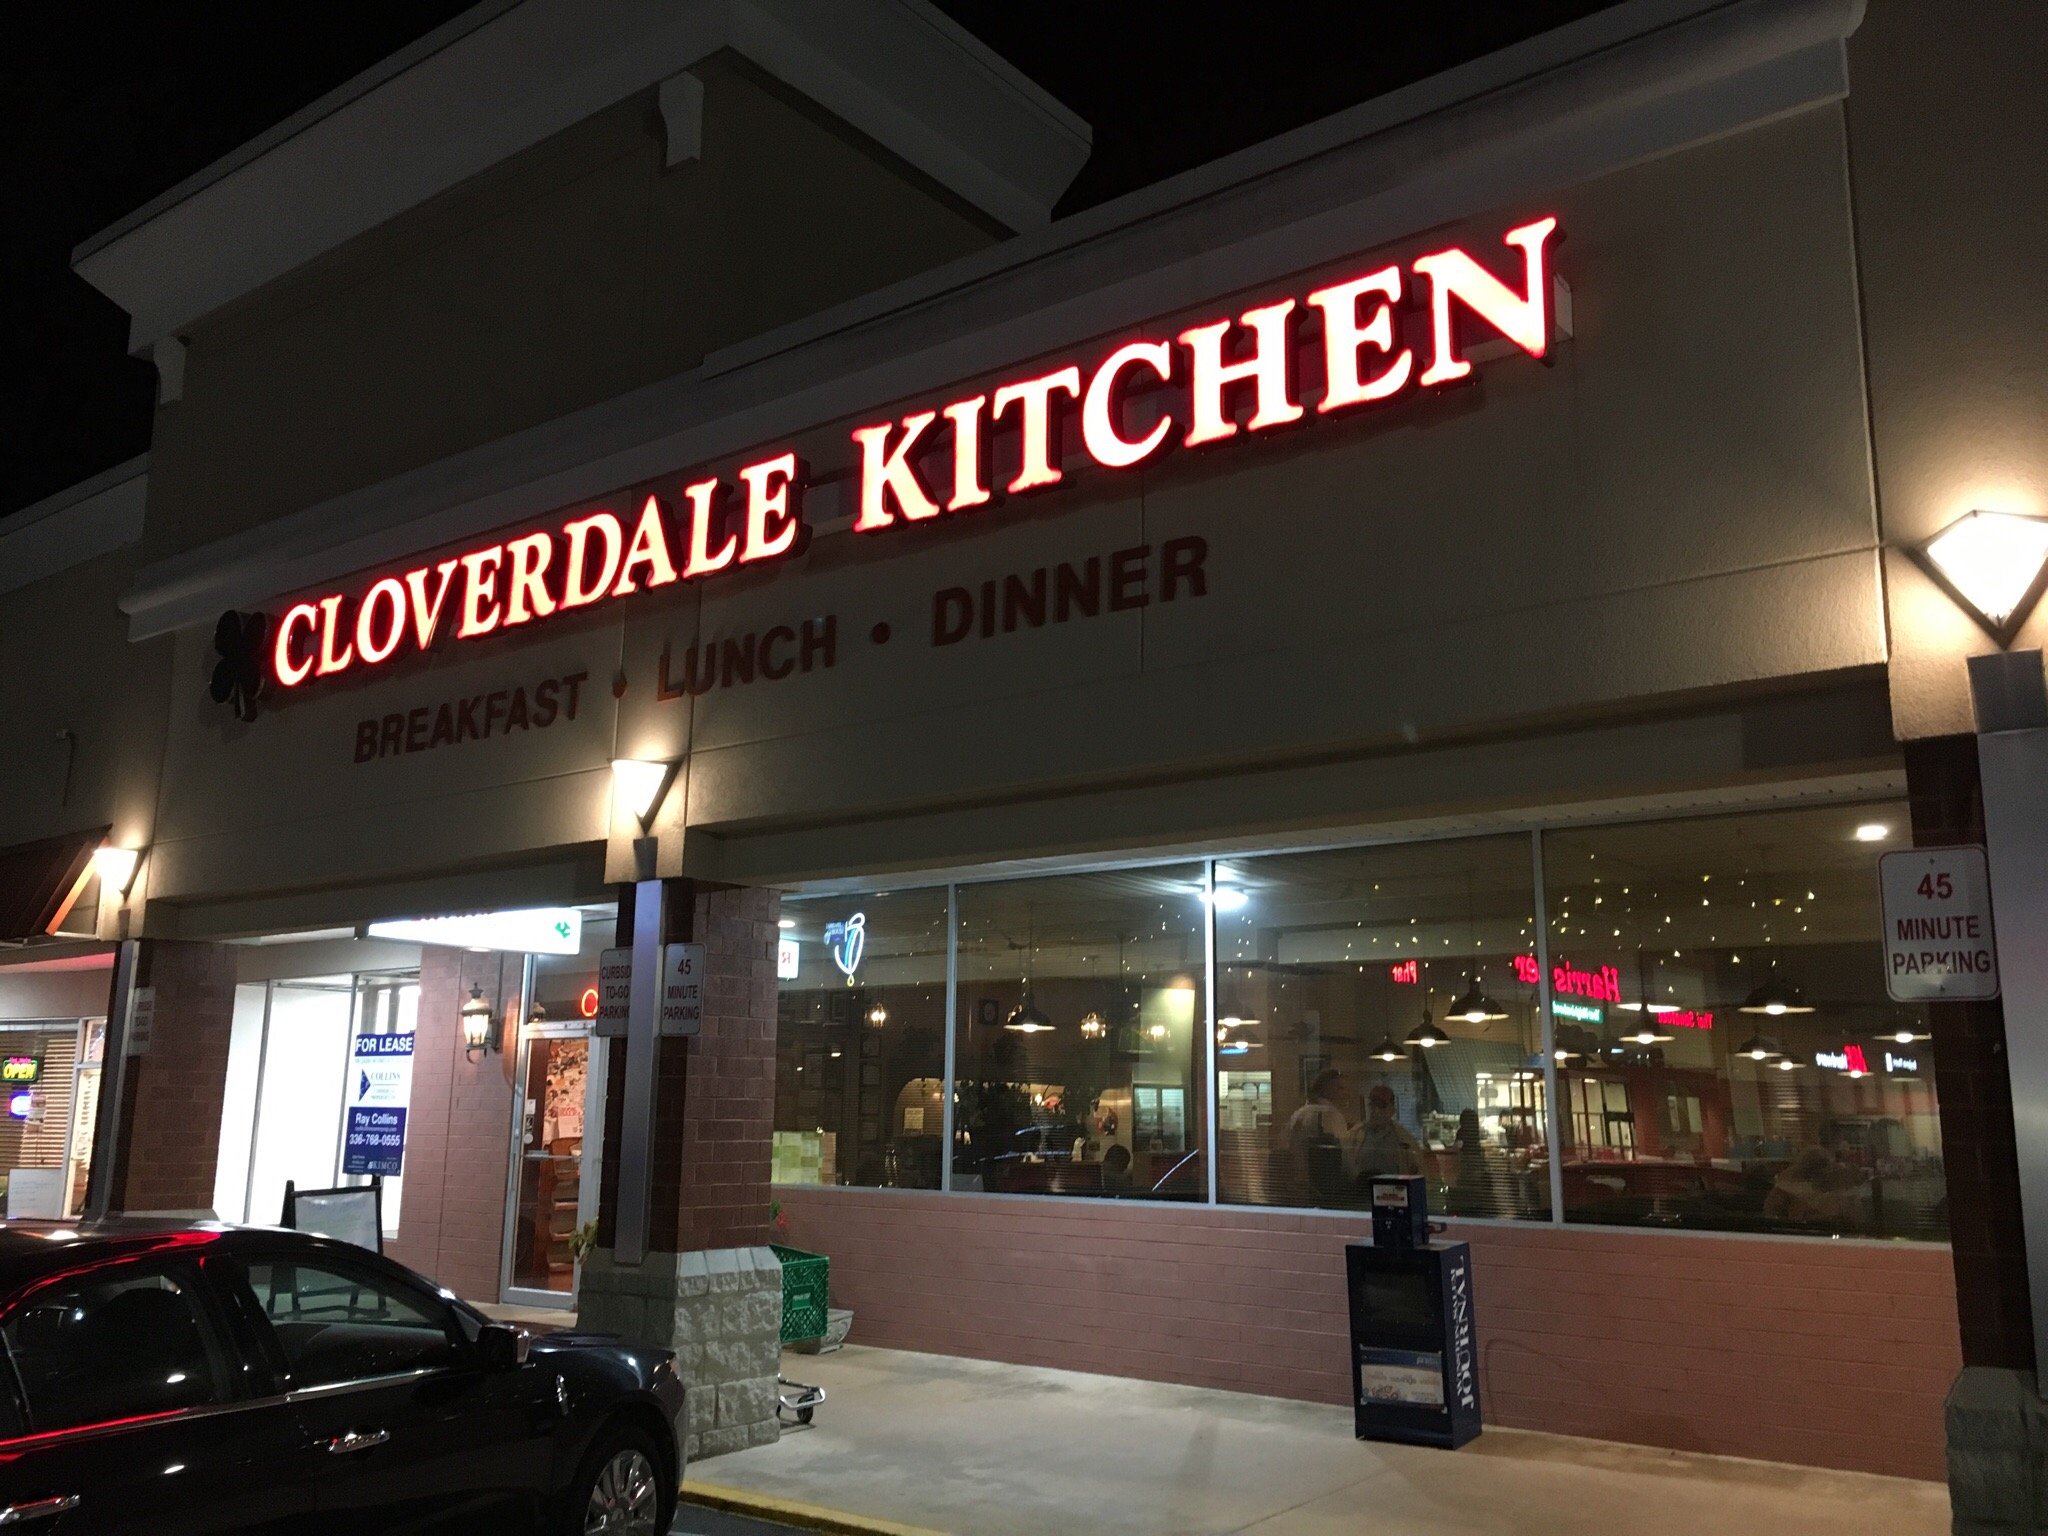 CLOVERDALE KITCHEN
BREAKFAST • LUNCH • DINNER
45
MINUTE
PARKING
CURBSIDE
TO-GO
PARKING
45
MINUTE
PARKING
OPEN
FOR LEASE
COLLINS
Ray Collins
336-768-0555
KIMCO
Harris
JOURNAL